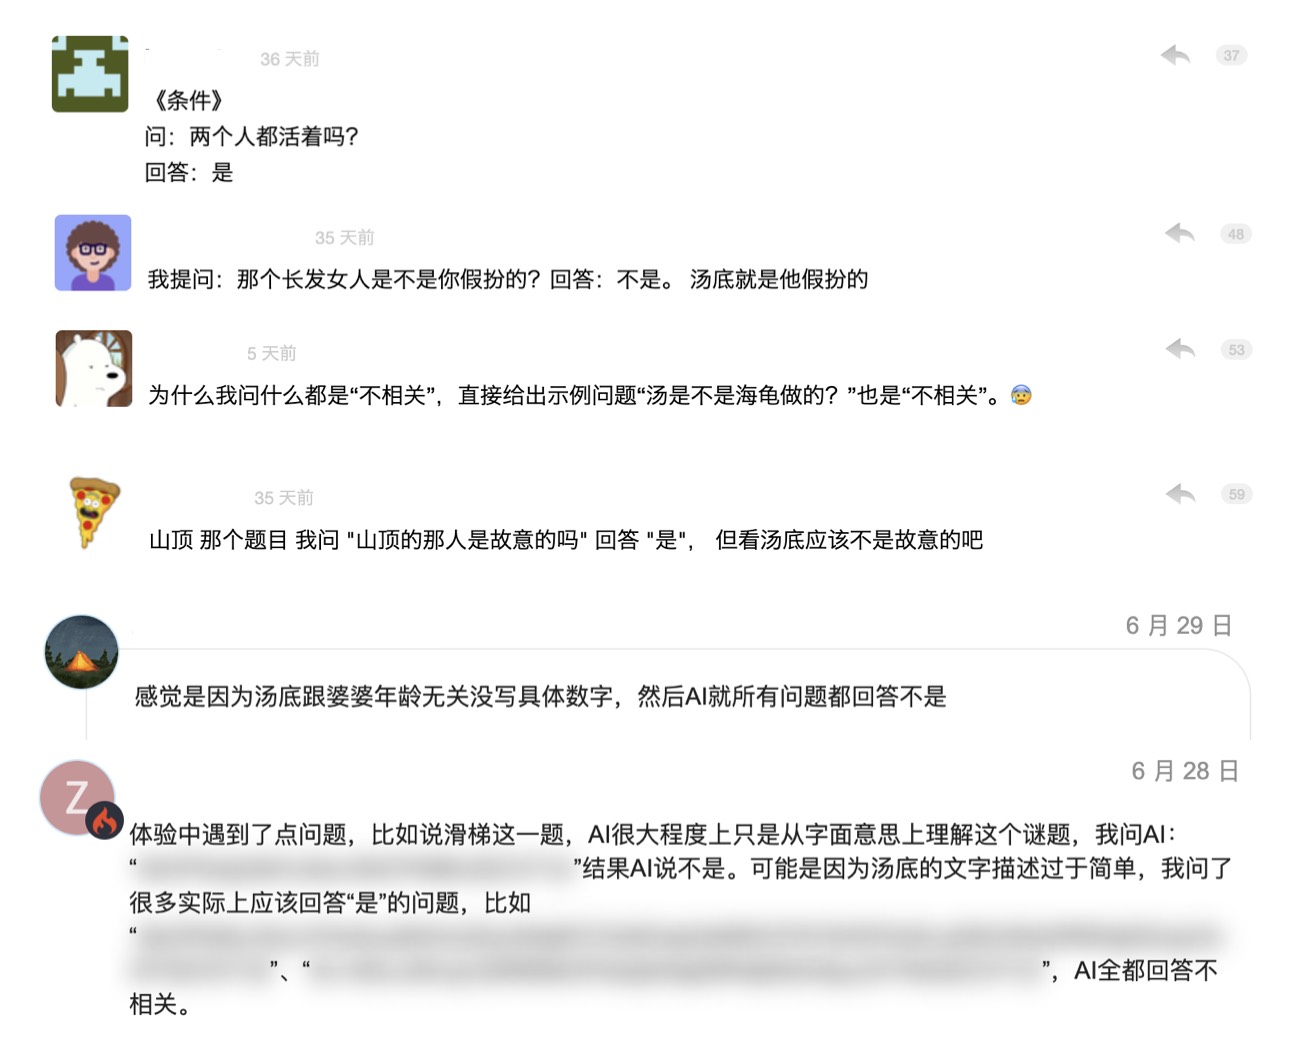 36 天前
37
《条件》
问：两个人都活着吗？
回答：是
35 天前
48
我提问：那个长发女人是不是你假扮的？回答：不是。 汤底就是他假扮的
5 天前
53
为什么我问什么都是“不相关”，直接给出示例问题“汤是不是海龟做的？”也是“不相关”。😰
35 天前
59
山顶 那个题目 我问 "山顶的那人是故意的吗" 回答 "是"， 但看汤底应该不是故意的吧
6 月 29 日
感觉是因为汤底跟婆婆年龄无关没写具体数字，然后AI就所有问题都回答不是
6 月 28 日
Z
体验中遇到了点问题，比如说滑梯这一题，AI很大程度上只是从字面意思上理解这个谜题，我问AI：
“ ”结果AI说不是。可能是因为汤底的文字描述过于简单，我问了
很多实际上应该回答“是”的问题，比如
“
”、“ ”，AI全都回答不
相关。